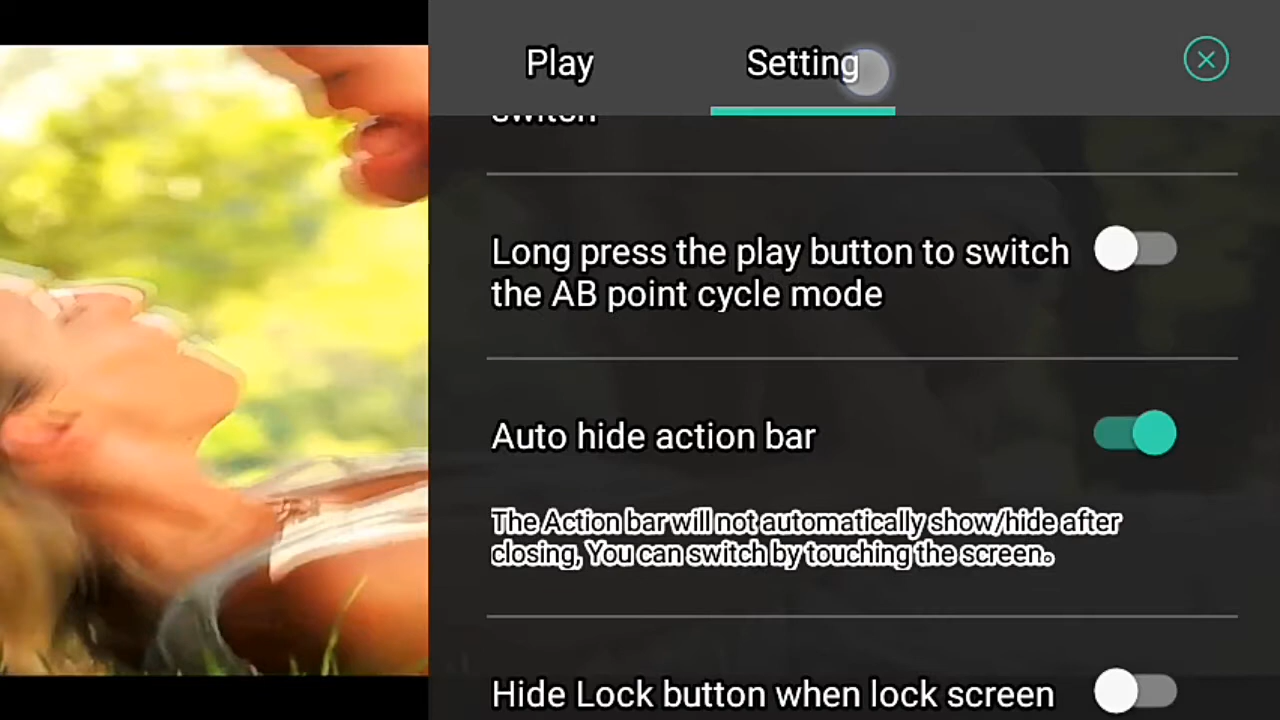 Play
Setting
switch
Long press the play button to switch
the AB point cycle mode
Auto hide action bar
The Action bar will not automatically show/hide after
closing, You can switch by touching the screen。
Hide Lock button when lock screen